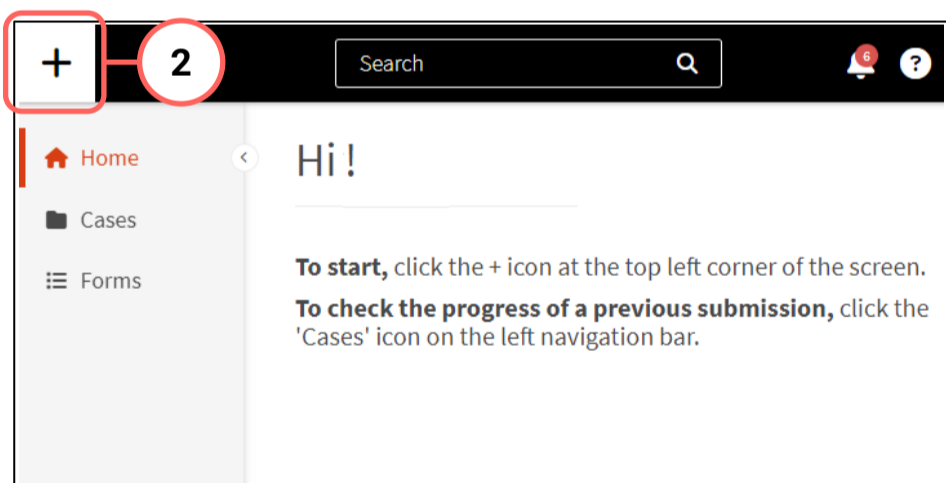 +
2
Search
6
?
Home
Hi !
Cases
Forms
To start, click the + icon at the top left corner of the screen.
To check the progress of a previous submission, click the
'Cases' icon on the left navigation bar.